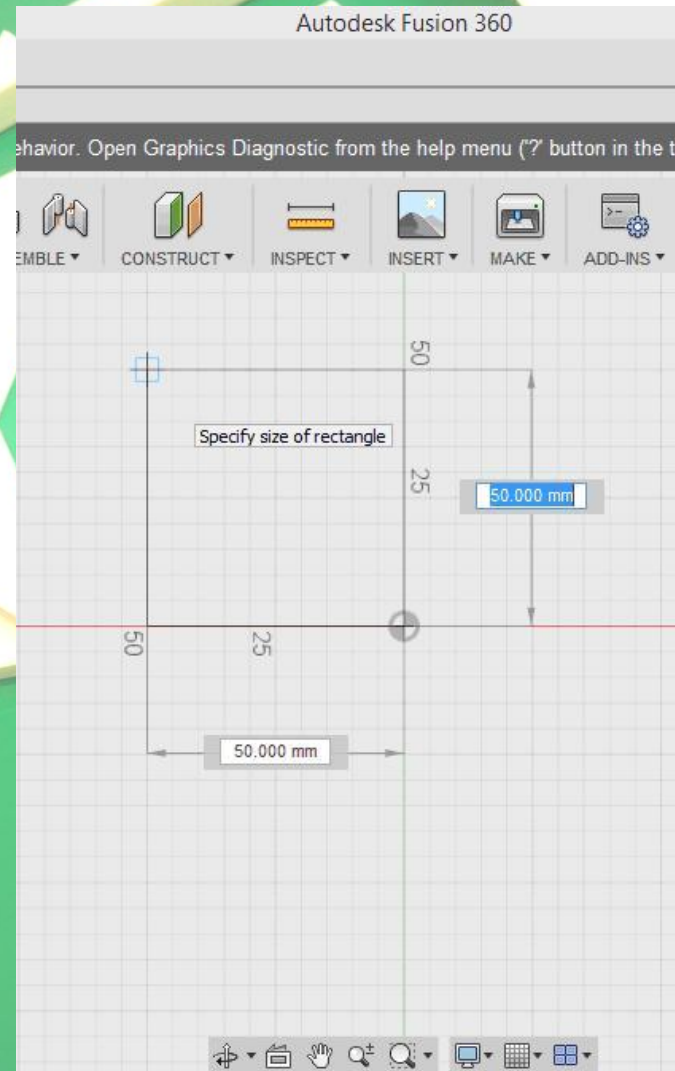 Autodesk Fusion 360
ehavior. Open Graphics Diagnostic from the help menu ('?' button in the t
EMBLE CONSTRUCT INSPECT INSERT MAKE ADD-INS
50
Specify size of rectangle
25
50.000 mm
50 25
50.000 mm